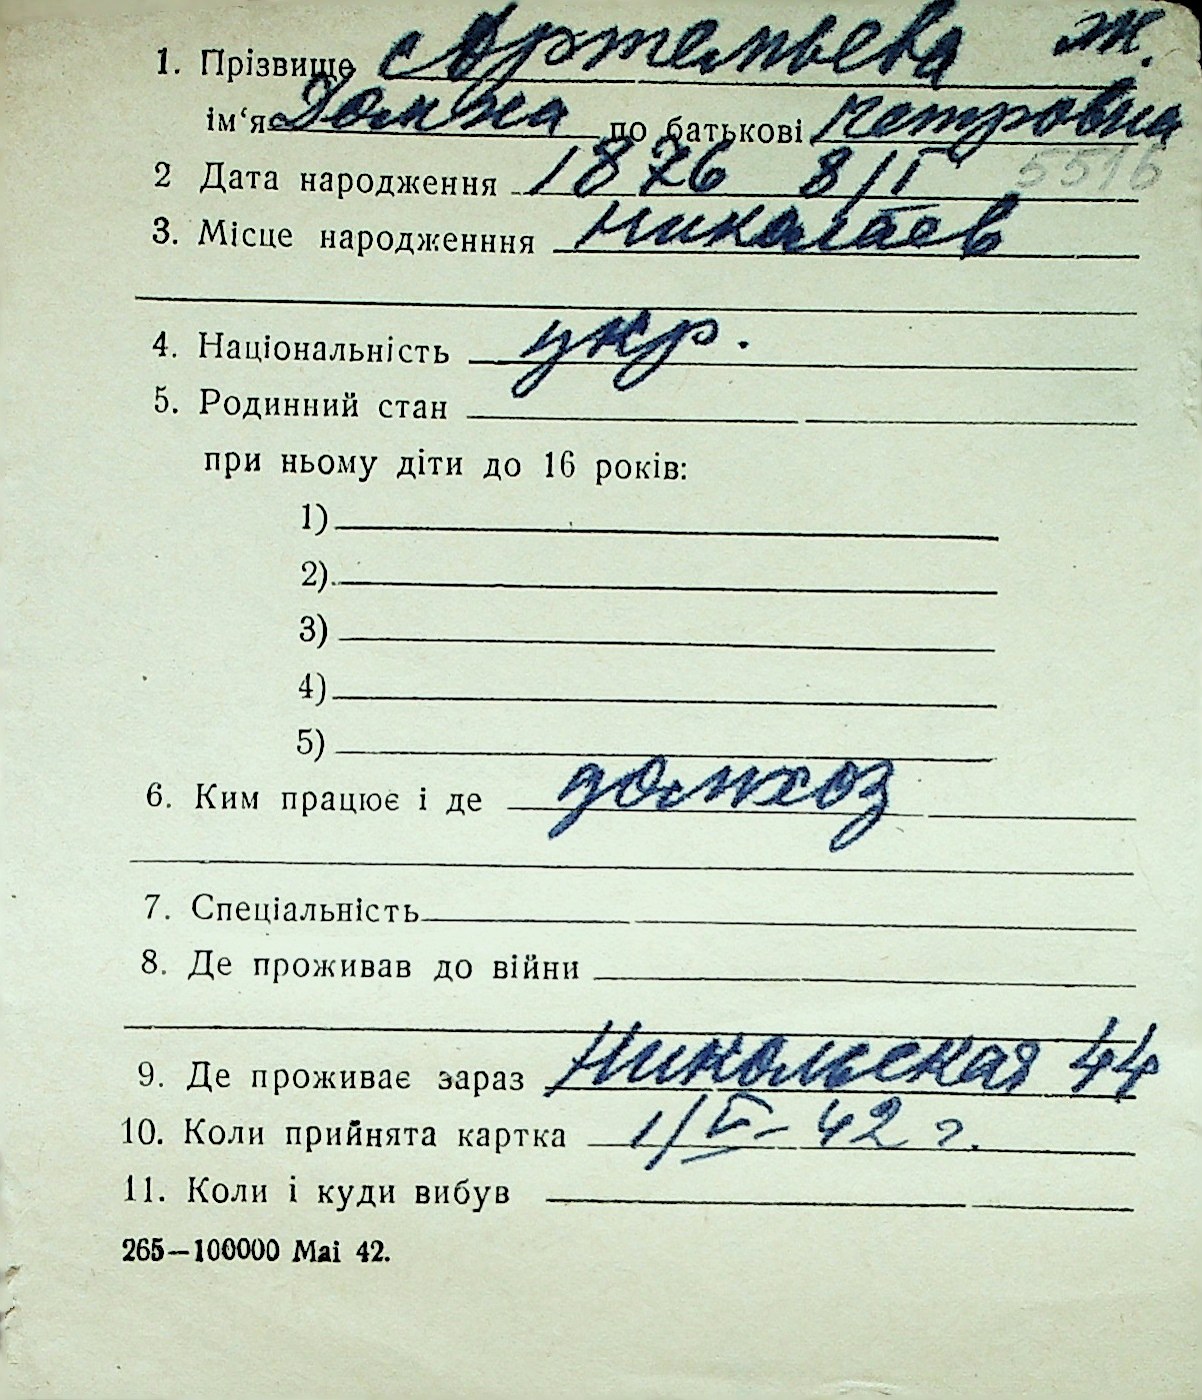 1. Прізвище Артемьева ж.
ім‘я Домна по батькові Петровна
2 Дата народження 1876 8/I 5516
3. Місце народженння Николаев
4. Національність укр.
5. Родинний стан
при ньому діти до 16 років:
1)
2)
3)
4)
5)
6. Ким працює і де домхоз
7. Спеціальність
8. Де проживав до війни
9. Де проживає зараз Никольская 44
10. Коли прийнята картка 1/VI-42 г.
11. Коли і куди вибув
265—100000 Маі 42.